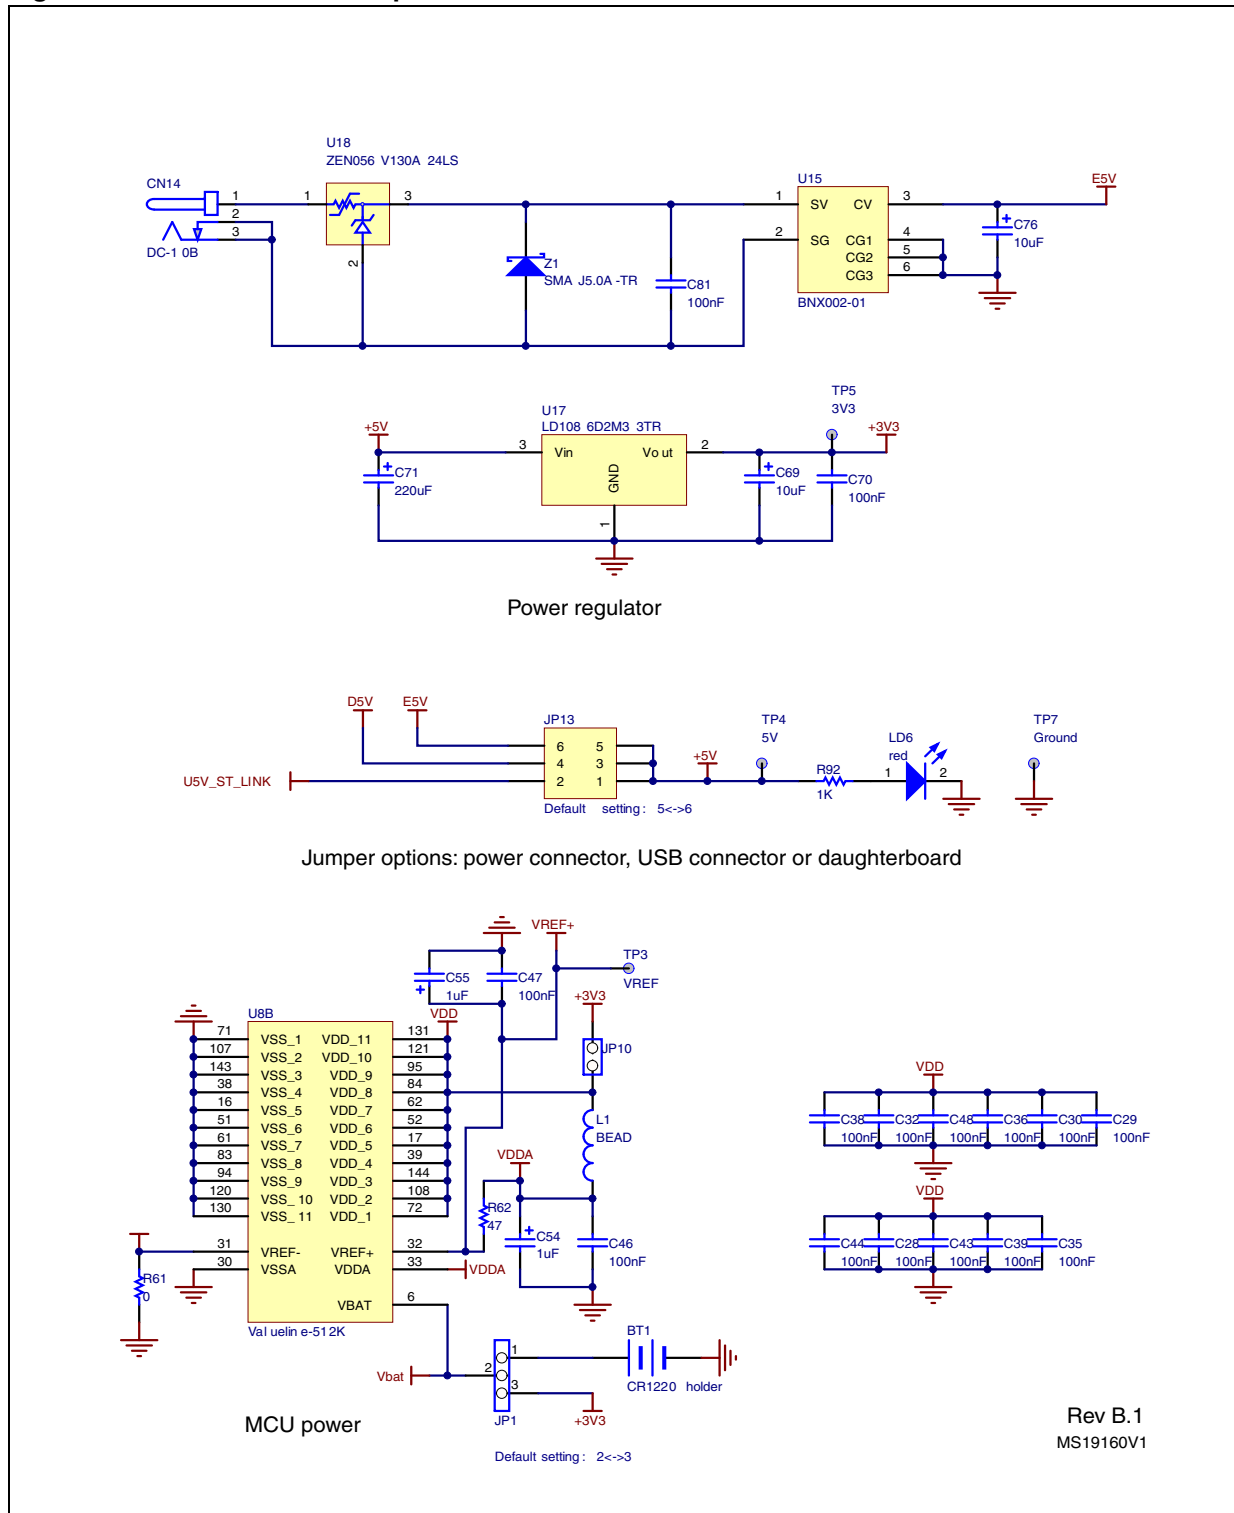 U18
ZEN056 V130A 24LS
CN14
1
2
3
DC-1 0B
1
3
2
Z1
SMA J5.0A -TR
C81
100nF
U15
1 SV CV 3
2 SG CG1 4
CG2 5
CG3 6
BNX002-01
E5V
C76
10uF
+5V
C71
220uF
U17
LD108 6D2M3 3TR
3 Vin Vo ut 2
GND
1
TP5
3V3
+3V3
C69
10uF
C70
100nF
Power regulator
D5V E5V
U5V_ST_LINK
JP13
6 5
4 3
2 1
Default setting: 5<->6
+5V
TP4
5V
R92
1K
LD6
red
1 2
TP7
Ground
Jumper options: power connector, USB connector or daughterboard
VREF+
TP3
VREF
C55
1uF
C47
100nF
+3V3
JP10
U8B
VDD
71 VSS_1 VDD_11 131
107 VSS_2 VDD_10 121
143 VSS_3 VDD_9 95
38 VSS_4 VDD_8 84
16 VSS_5 VDD_7 62
51 VSS_6 VDD_6 52
61 VSS_7 VDD_5 17
83 VSS_8 VDD_4 39
94 VSS_9 VDD_3 144
120 VSS_ 10 VDD_2 108
130 VSS_ 11 VDD_1 72
31 VREF- VREF+ 32
30 VSSA VDDA 33
VBAT 6
Val uelin e-512K
R61
0
L1
BEAD
VDDA
R62
47
C54
1uF
C46
100nF
VDDA
VDD
C38 C32 C48 C36 C30 C29
100nF 100nF 100nF 100nF 100nF 100nF
VDD
C44 C28 C43 C39 C35
100nF 100nF 100nF 100nF 100nF
Vbat
1
2
3
JP1
BT1
CR1220 holder
+3V3
Default setting: 2<->3
MCU power
Rev B.1
MS19160V1